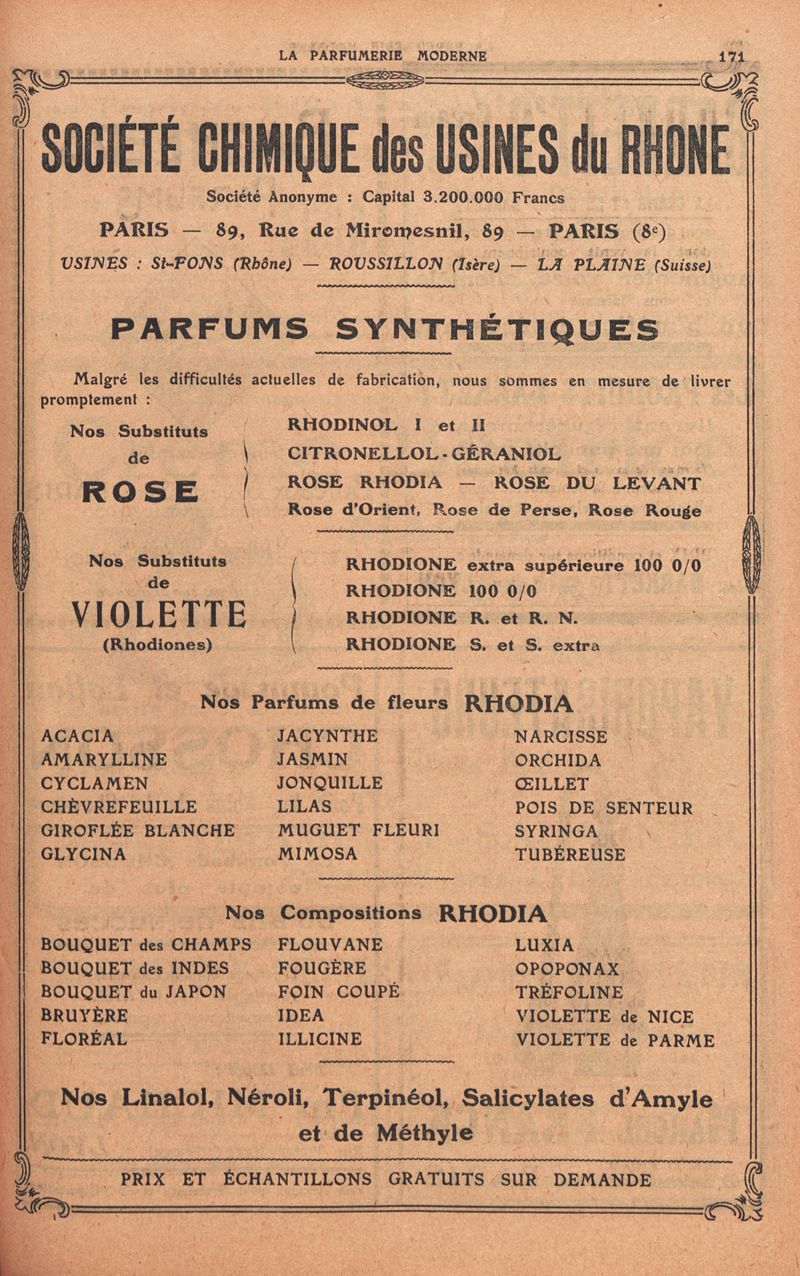 LA PARFUMERIE MODERNE 171
SOCIÉTÉ CHIMIQUE des USINES du RHONE
Société Anonyme : Capital 3.200.000 Francs
PARIS — 89, Rue de Miromesnil, 89 — PARIS (8e)
USINES : St-FONS (Rhône) — ROUSSILLON (Isère) — LA PLAINE (Suisse)
PARFUMS SYNTHÉTIQUES
Malgré les difficultés actuelles de fabrication, nous sommes en mesure de livrer
promptement :
Nos Substituts
de
ROSE
RHODINOL I et II
CITRONELLOL-GÉRANIOL
ROSE RHODIA — ROSE DU LEVANT
Rose d'Orient, Rose de Perse, Rose Rouge
Nos Substituts
de
VIOLETTE
(Rhodiones)
RHODIONE extra supérieure 100 0/0
RHODIONE 100 0/0
RHODIONE R. et R. N.
RHODIONE S. et S. extra
Nos Parfums de fleurs RHODIA
ACACIA
AMARYLLINE
CYCLAMEN
CHÈVREFEUILLE
GIROFLÉE BLANCHE
GLYCINA
JACYNTHE
JASMIN
JONQUILLE
LILAS
MUGUET FLEURI
MIMOSA
NARCISSE
ORCHIDA
ŒILLET
POIS DE SENTEUR
SYRINGA
TUBÉREUSE
Nos Compositions RHODIA
BOUQUET des CHAMPS
BOUQUET des INDES
BOUQUET du JAPON
BRUYÈRE
FLORÉAL
FLOUVANE
FOUGÈRE
FOIN COUPÉ
IDEA
ILLICINE
LUXIA
OPOPONAX
TRÉFOLINE
VIOLETTE de NICE
VIOLETTE de PARME
Nos Linalol, Néroli, Terpinéol, Salicylates d'Amyle
et de Méthyle
PRIX ET ÉCHANTILLONS GRATUITS SUR DEMANDE